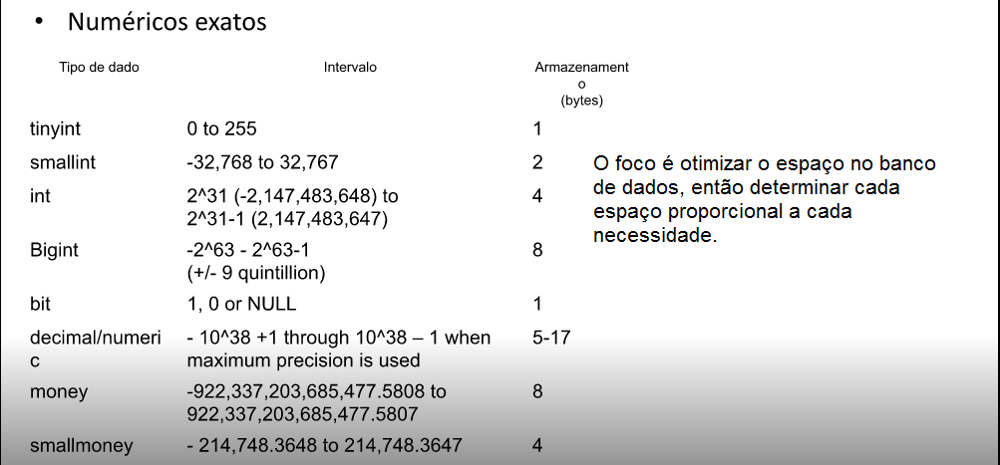 • Numéricos exatos
Tipo de dado Intervalo Armazenament
o
(bytes)
tinyint 0 to 255 1
smallint -32,768 to 32,767 2
int 2^31 (-2,147,483,648) to 4
2^31-1 (2,147,483,647)
Bigint -2^63 - 2^63-1 8
(+/- 9 quintillion)
bit 1, 0 or NULL 1
decimal/numeri - 10^38 +1 through 10^38 – 1 when 5-17
c maximum precision is used
money -922,337,203,685,477.5808 to 8
922,337,203,685,477.5807
smallmoney - 214,748.3648 to 214,748.3647 4
O foco é otimizar o espaço no banco
de dados, então determinar cada
espaço proporcional a cada
necessidade.